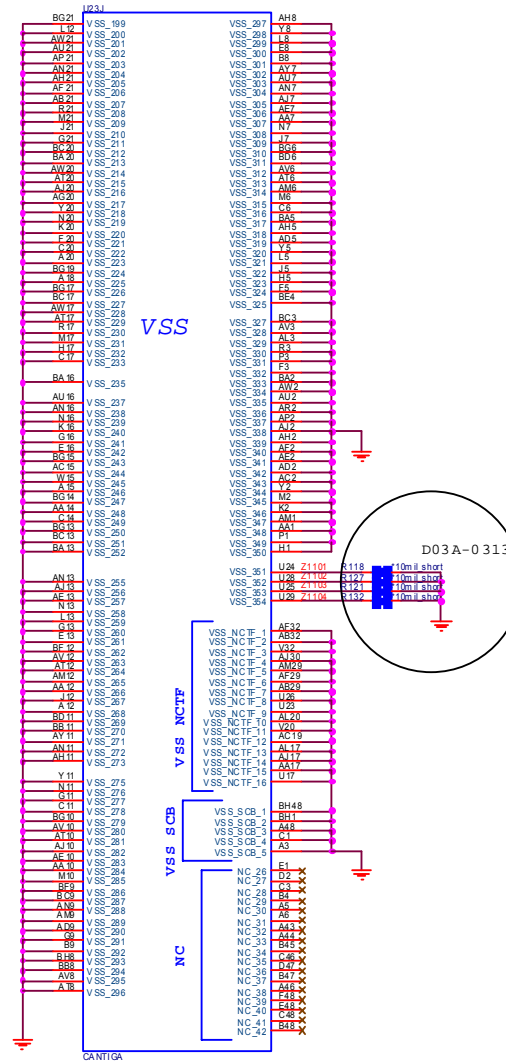 U23J
BG21 VSS_199
L12 VSS_200
AW21 VSS_201
AU21 VSS_202
AP21 VSS_203
AN21 VSS_204
AH21 VSS_205
AF21 VSS_206
AB21 VSS_207
R21 VSS_208
M21 VSS_209
J21 VSS_210
G21 VSS_211
BC20 VSS_212
BA20 VSS_213
AW20 VSS_214
AT20 VSS_215
AJ20 VSS_216
AG20 VSS_217
Y20 VSS_218
N20 VSS_219
K20 VSS_220
F20 VSS_221
C20 VSS_222
A20 VSS_223
BG19 VSS_224
A18 VSS_225
BG17 VSS_226
BC17 VSS_227
AW17 VSS_228
AT17 VSS_229
R17 VSS_230
M17 VSS_231
H17 VSS_232
C17 VSS_233
BA16 VSS_235
AU16 VSS_237
AN16 VSS_238
N16 VSS_239
K16 VSS_240
G16 VSS_241
E16 VSS_242
BG15 VSS_243
AC15 VSS_244
W15 VSS_245
A15 VSS_246
BG14 VSS_247
AA14 VSS_248
C14 VSS_249
BG13 VSS_250
BC13 VSS_251
BA13 VSS_252
AN13 VSS_255
AJ13 VSS_256
AE13 VSS_257
N13 VSS_258
L13 VSS_259
G13 VSS_260
E13 VSS_261
BF12 VSS_262
AV12 VSS_263
AT12 VSS_264
AM12 VSS_265
AA12 VSS_266
J12 VSS_267
A12 VSS_268
BD11 VSS_269
BB11 VSS_270
AY11 VSS_271
AN11 VSS_272
AH11 VSS_273
Y11 VSS_275
N11 VSS_276
G11 VSS_277
C11 VSS_278
BG10 VSS_279
AV10 VSS_280
AT10 VSS_281
AJ10 VSS_282
AE10 VSS_283
AA10 VSS_284
M10 VSS_285
BF9 VSS_286
BC9 VSS_287
AN9 VSS_288
AM9 VSS_289
AD9 VSS_290
G9 VSS_291
B9 VSS_292
BH8 VSS_293
BB8 VSS_294
AV8 VSS_295
AT8 VSS_296
VSS
VSS_297 AH8
VSS_298 Y8
VSS_299 L8
VSS_300 E8
VSS_301 B8
VSS_302 AY7
VSS_303 AU7
VSS_304 AN7
VSS_305 AJ7
VSS_306 AE7
VSS_307 AA7
VSS_308 N7
VSS_309 J7
VSS_310 BG6
VSS_311 BD6
VSS_312 AV6
VSS_313 AT6
VSS_314 AM6
VSS_315 M6
VSS_316 C6
VSS_317 BA5
VSS_318 AH5
VSS_319 AD5
VSS_320 Y5
VSS_321 L5
VSS_322 J5
VSS_323 H5
VSS_324 F5
VSS_325 BE4
VSS_327 BC3
VSS_328 AV3
VSS_329 AL3
VSS_330 R3
VSS_331 P3
VSS_332 F3
VSS_333 BA2
VSS_334 AW2
VSS_335 AU2
VSS_336 AR2
VSS_337 AP2
VSS_338 AJ2
VSS_339 AH2
VSS_340 AF2
VSS_341 AE2
VSS_342 AD2
VSS_343 AC2
VSS_344 Y2
VSS_345 M2
VSS_346 K2
VSS_347 AM1
VSS_348 AA1
VSS_349 P1
VSS_350 H1
D03A-0313
VSS_351 U24 Z1101 R118 *10mil_short
VSS_352 U28 Z1102 R127 *10mil_short
VSS_353 U25 Z1103 R121 *10mil_short
VSS_354 U29 Z1104 R132 *10mil_short
VSS NCTF
VSS_NCTF_1 AF32
VSS_NCTF_2 AB32
VSS_NCTF_3 V32
VSS_NCTF_4 AJ30
VSS_NCTF_5 AM29
VSS_NCTF_6 AF29
VSS_NCTF_7 AB29
VSS_NCTF_8 U26
VSS_NCTF_9 U23
VSS_NCTF_10 AL20
VSS_NCTF_11 V20
VSS_NCTF_12 AC19
VSS_NCTF_13 AL17
VSS_NCTF_14 AJ17
VSS_NCTF_15 AA17
VSS_NCTF_16 U17
VSS SCB
VSS_SCB_1 BH48
VSS_SCB_2 BH1
VSS_SCB_3 A48
VSS_SCB_4 C1
VSS_SCB_5 A3
NC
NC_26 E1
NC_27 D2
NC_28 C3
NC_29 B4
NC_30 A5
NC_31 A6
NC_32 A43
NC_33 A44
NC_34 B45
NC_35 C46
NC_36 D47
NC_37 B47
NC_38 A46
NC_39 F48
NC_40 E48
NC_41 C48
NC_42 B48
CANTIGA